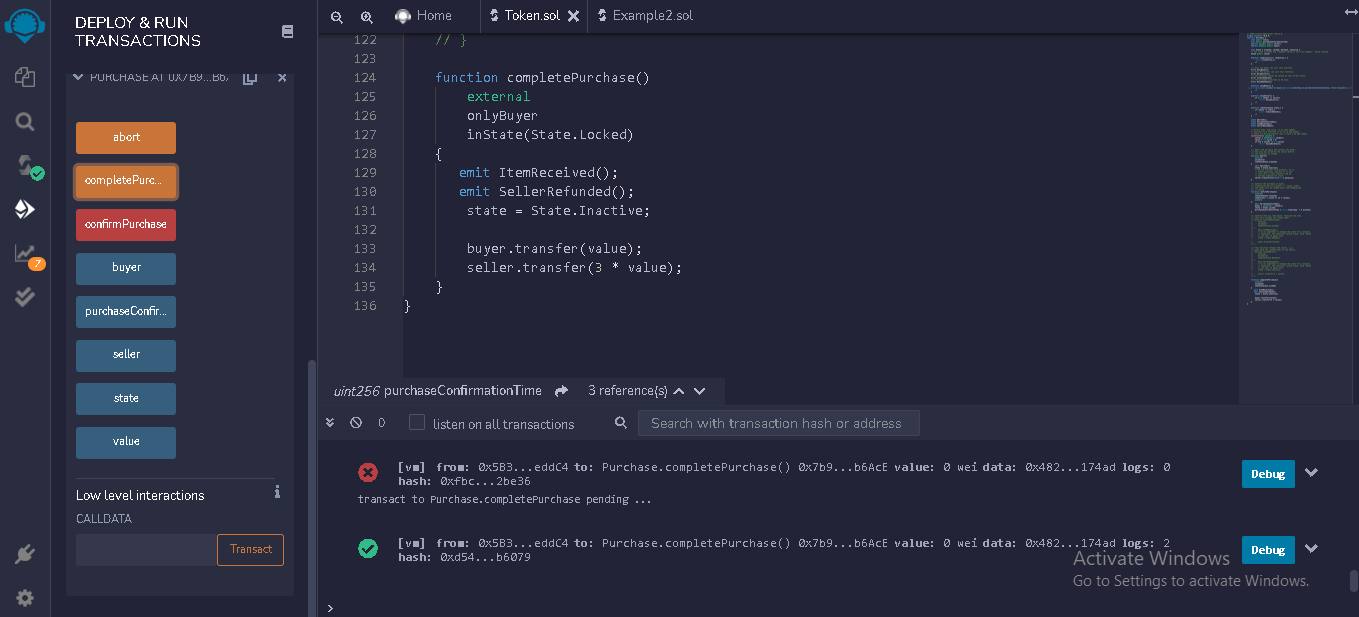 DEPLOY & RUN
TRANSACTIONS
PURCHASE AT 0X7B9...B6
abort
completePurc...
confirmPurchase
buyer
purchaseConfir...
seller
state
value
Low level interactions
i
CALLDATA
Transact
7
Home
Token.sol
Example2.sol
122 // }
123
124 function completePurchase()
125 external
126 onlyBuyer
127 inState(State.Locked)
128 {
129 emit ItemReceived();
130 emit SellerRefunded();
131 state = State.Inactive;
132
133 buyer.transfer(value);
134 seller.transfer(3 * value);
135 }
136 }
uint256 purchaseConfirmationTime 3 reference(s)
0 listen on all transactions Search with transaction hash or address
[vm] from: 0x5B3...eddC4 to: Purchase.completePurchase() 0x7b9...b6AcE value: 0 wei data: 0x482...174ad logs: 0
hash: 0xfbc...2be36
Debug
transact to Purchase.completePurchase pending ...
[vm] from: 0x5B3...eddC4 to: Purchase.completePurchase() 0x7b9...b6AcE value: 0 wei data: 0x482...174ad logs: 2
hash: 0xd54...b6079
Debug
Activate Windows
Go to Settings to activate Windows.
>